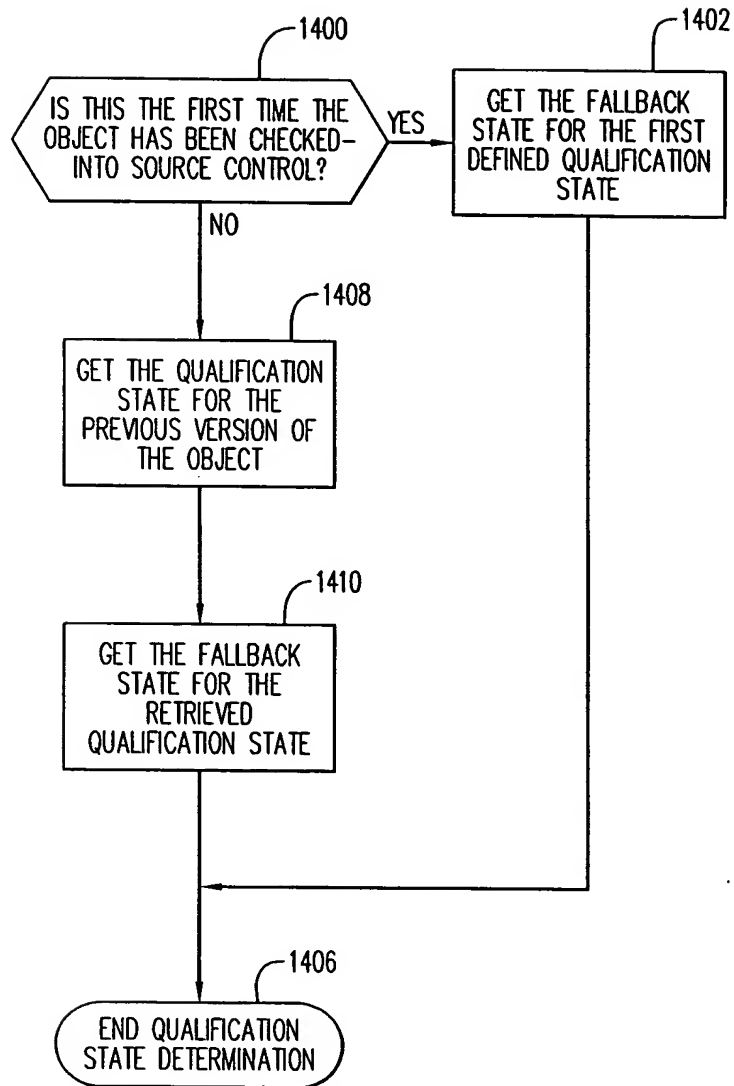 1400
IS THIS THE FIRST TIME THE
OBJECT HAS BEEN CHECKED-
INTO SOURCE CONTROL?
YES
1402
GET THE FALLBACK
STATE FOR THE FIRST
DEFINED QUALIFICATION
STATE
NO
1408
GET THE QUALIFICATION
STATE FOR THE
PREVIOUS VERSION OF
THE OBJECT
1410
GET THE FALLBACK
STATE FOR THE
RETRIEVED
QUALIFICATION STATE
1406
END QUALIFICATION
STATE DETERMINATION